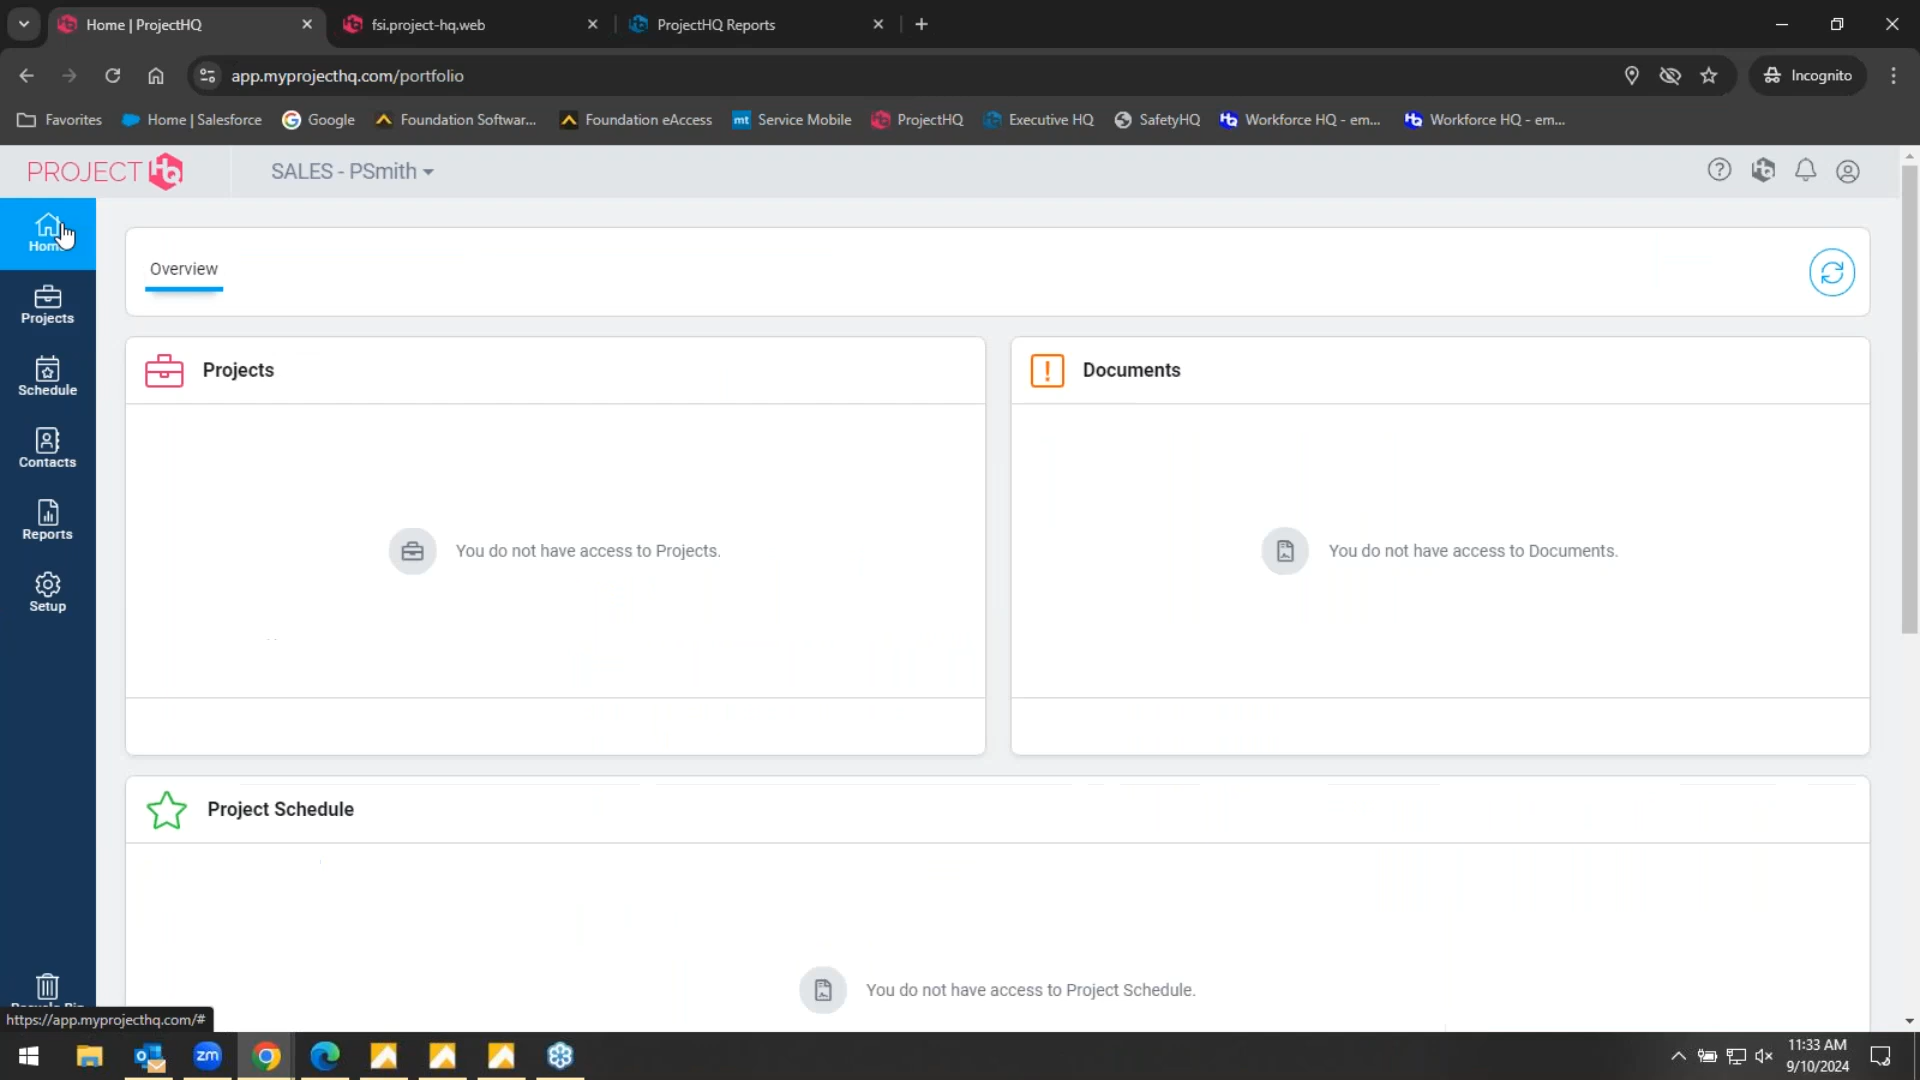 Home | ProjectHQ
fsi.project-hq.web
ProjectHQ Reports
app.myprojecthq.com/portfolio
Incognito
Favorites
Home | Salesforce
Google
Foundation Softwar...
Foundation eAccess
mt Service Mobile
ProjectHQ
Executive HQ
SafetyHQ
Workforce HQ - em...
Workforce HQ - em...
PROJECT HQ
SALES - PSmith
Home
Overview
Projects
Schedule
Contacts
Reports
Setup
Projects
You do not have access to Projects.
Documents
You do not have access to Documents.
Project Schedule
You do not have access to Project Schedule.
https://app.myprojecthq.com/#
zm
11:33 AM
9/10/2024